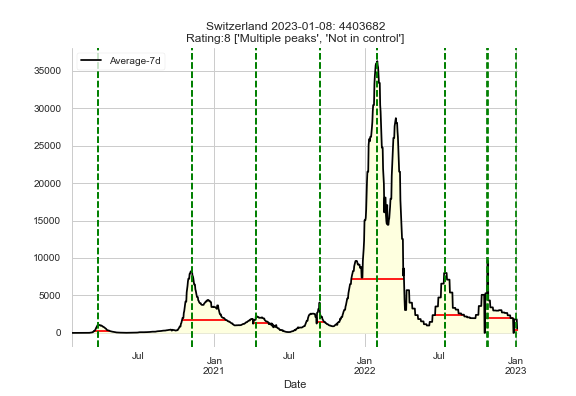 Switzerland 2023-01-08: 4403682
Rating:8 ['Multiple peaks', 'Not in control']
Average-7d
35000
30000
25000
20000
15000
10000
5000
0
Jul
Jan
2021
Jul
Jan
2022
Jul
Jan
2023
Date